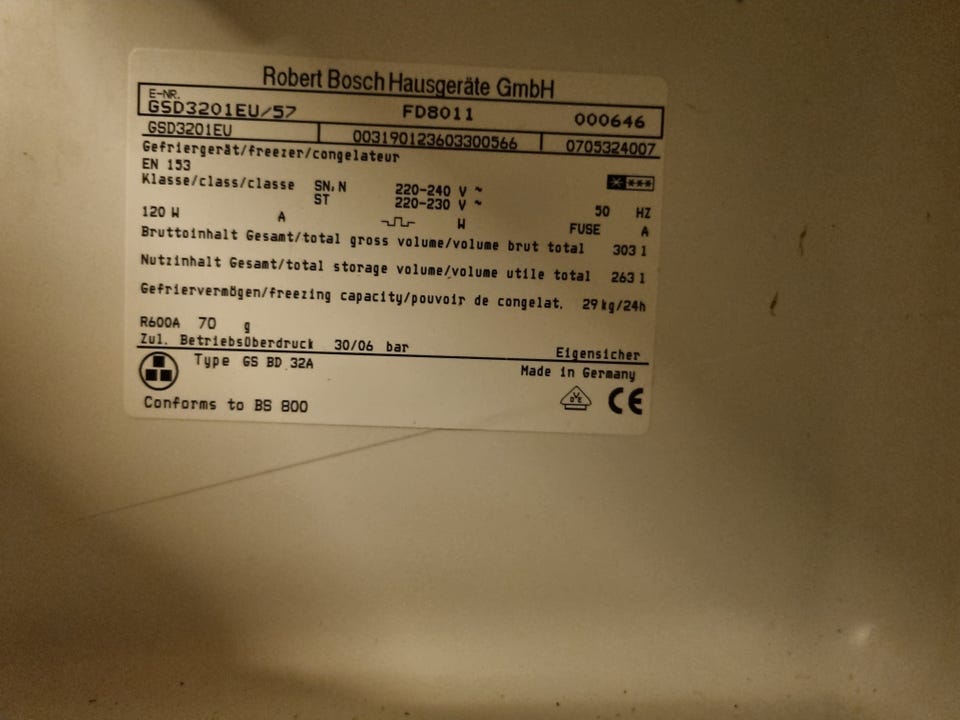 Robert Bosch Hausgeräte GmbH
E-NR.
GSD3201EU/57 FD8011 000646
GSD3201EU 003190123603300566 0705324007
Gefriergerät/freezer/congelateur
EN 153
****
Klasse/class/classe SN,N 220-240 V ~
ST 220-230 V ~ 50 HZ
120 W A W FUSE A
Bruttoinhalt Gesamt/total gross volume/volume brut total 303 l
Nutzinhalt Gesamt/total storage volume/volume utile total 263 l
Gefriervermögen/freezing capacity/pouvoir de congelat. 29 kg/24h
R600A 70 g
Zul. Betriebsüberdruck 30/06 bar Eigensicher
Type GS BD 32A Made in Germany
Conforms to BS 800 VDE CE